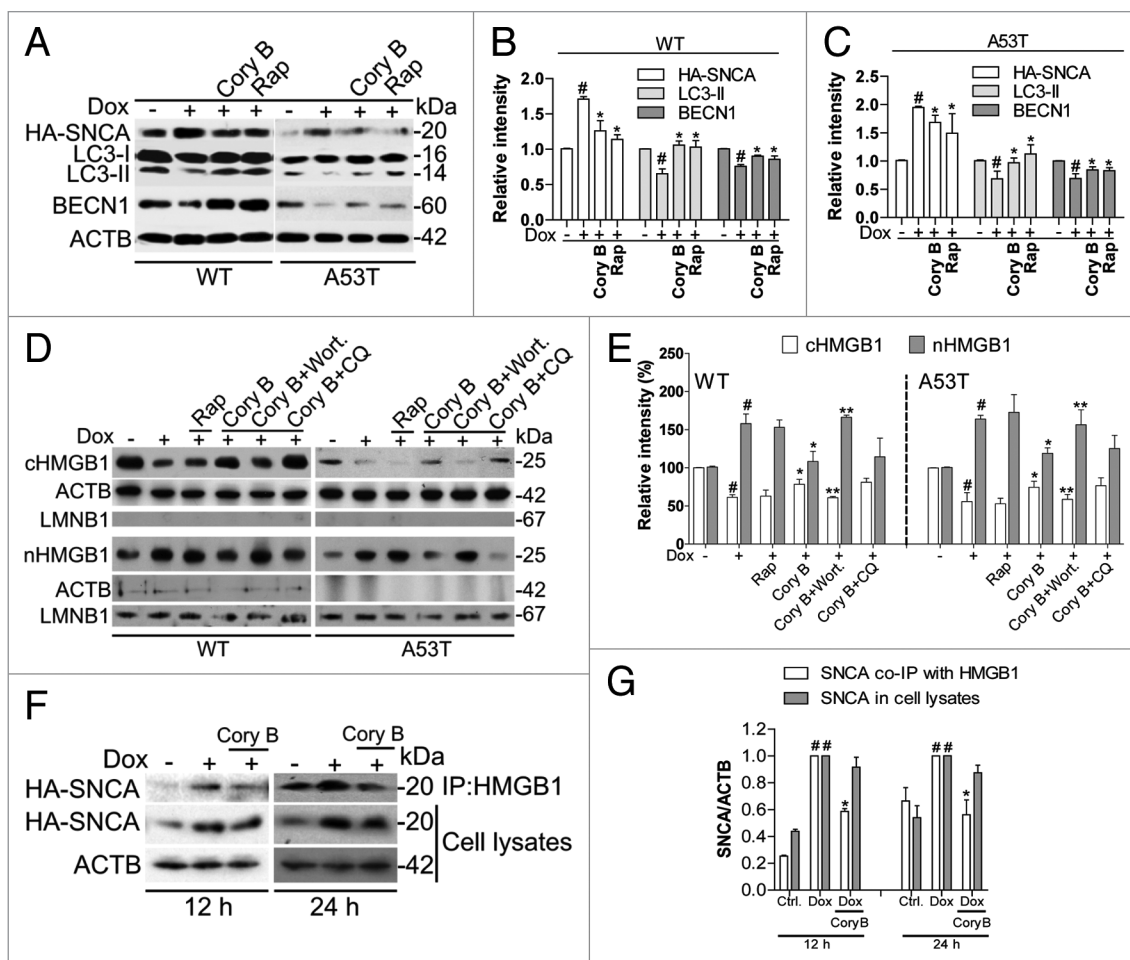 A
Cory B
Rap
Dox - + + + - + + + kDa
Cory B
Rap
HA-SNCA -20
LC3-I -16
LC3-II -14
BECN1 -60
ACTB -42
WT A53T
B
WT
HA-SNCA
LC3-II
BECN1
Relative intensity
2.0
1.5
1.0
0.5
0.0
# * *
# * *
# * *
Dox - + + + - + + + - + + +
Cory B
Rap
Cory B
Rap
Cory B
Rap
C
A53T
HA-SNCA
LC3-II
BECN1
Relative intensity
2.5
2.0
1.5
1.0
0.5
0.0
# * *
# * *
# * *
Dox - + + + - + + + - + + +
Cory B
Rap
Cory B
Rap
Cory B
Rap
D
Rap
Cory B
Cory B+Wort.
Cory B+CQ
Rap
Cory B
Cory B+Wort.
Cory B+CQ
Dox - + + + + + - + + + + + kDa
cHMGB1 -25
ACTB -42
LMNB1 -67
nHMGB1 -25
ACTB -42
LMNB1 -67
WT A53T
E
cHMGB1 nHMGB1
Relative intensity (%)
250
200
150
100
50
0
WT A53T
# # * * ** **
# # * * ** **
Dox - + + + + + - + + + + +
Rap
Cory B
Cory B+Wort.
Cory B+CQ
Rap
Cory B
Cory B+Wort.
Cory B+CQ
F
Cory B Cory B
Dox - + + - + + kDa
HA-SNCA -20 IP:HMGB1
HA-SNCA -20
Cell lysates
ACTB -42
12 h 24 h
G
SNCA co-IP with HMGB1
SNCA in cell lysates
SNCA/ACTB
1.2
1.0
0.8
0.6
0.4
0.2
0.0
## * ## *
Ctrl. Dox Dox Ctrl. Dox Dox
CoryB CoryB
12 h 24 h